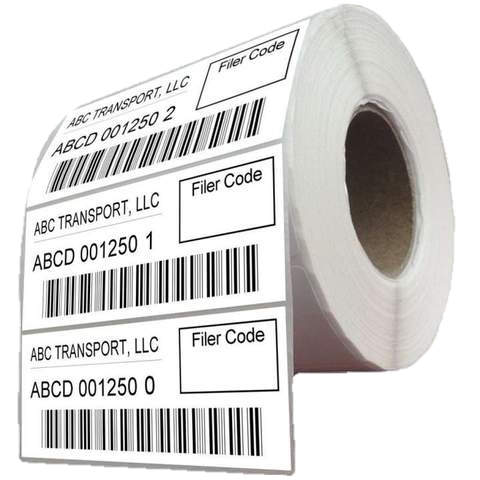 ABC TRANSPORT, LLC
Filer Code
ABCD 001250 2
ABC TRANSPORT, LLC
Filer Code
ABCD 001250 1
ABC TRANSPORT, LLC
Filer Code
ABCD 001250 0